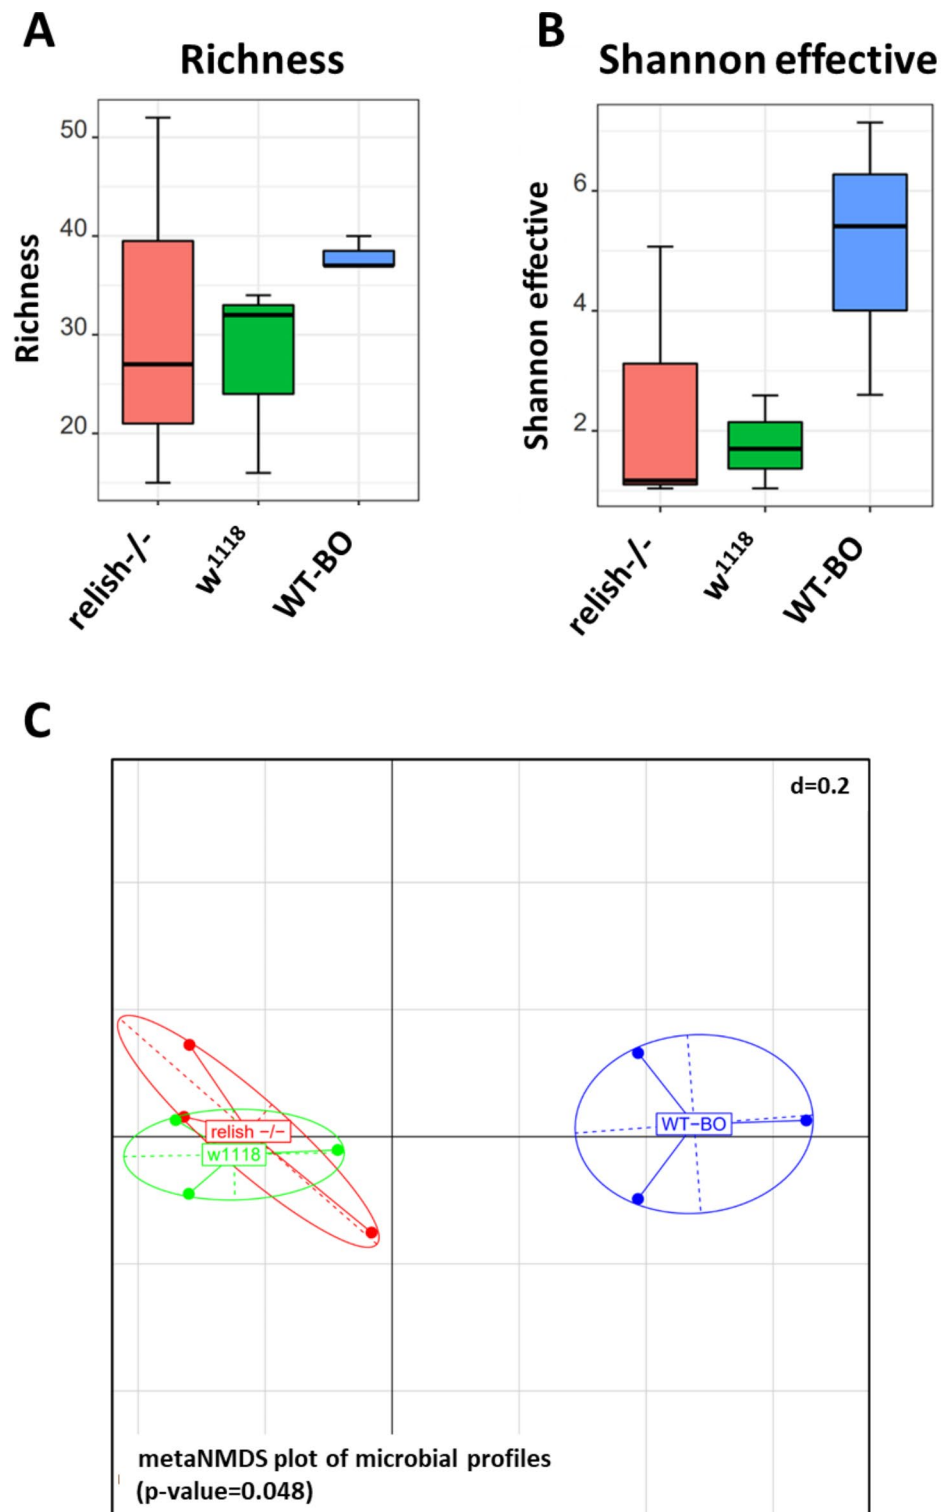 A
Richness
Richness
50
40
30
20
relish-/-
w1118
WT-BO
B
Shannon effective
Shannon effective
6
4
2
relish-/-
w1118
WT-BO
C
d=0.2
relish −/−
w1118
WT−BO
metaNMDS plot of microbial profiles
(p-value=0.048)